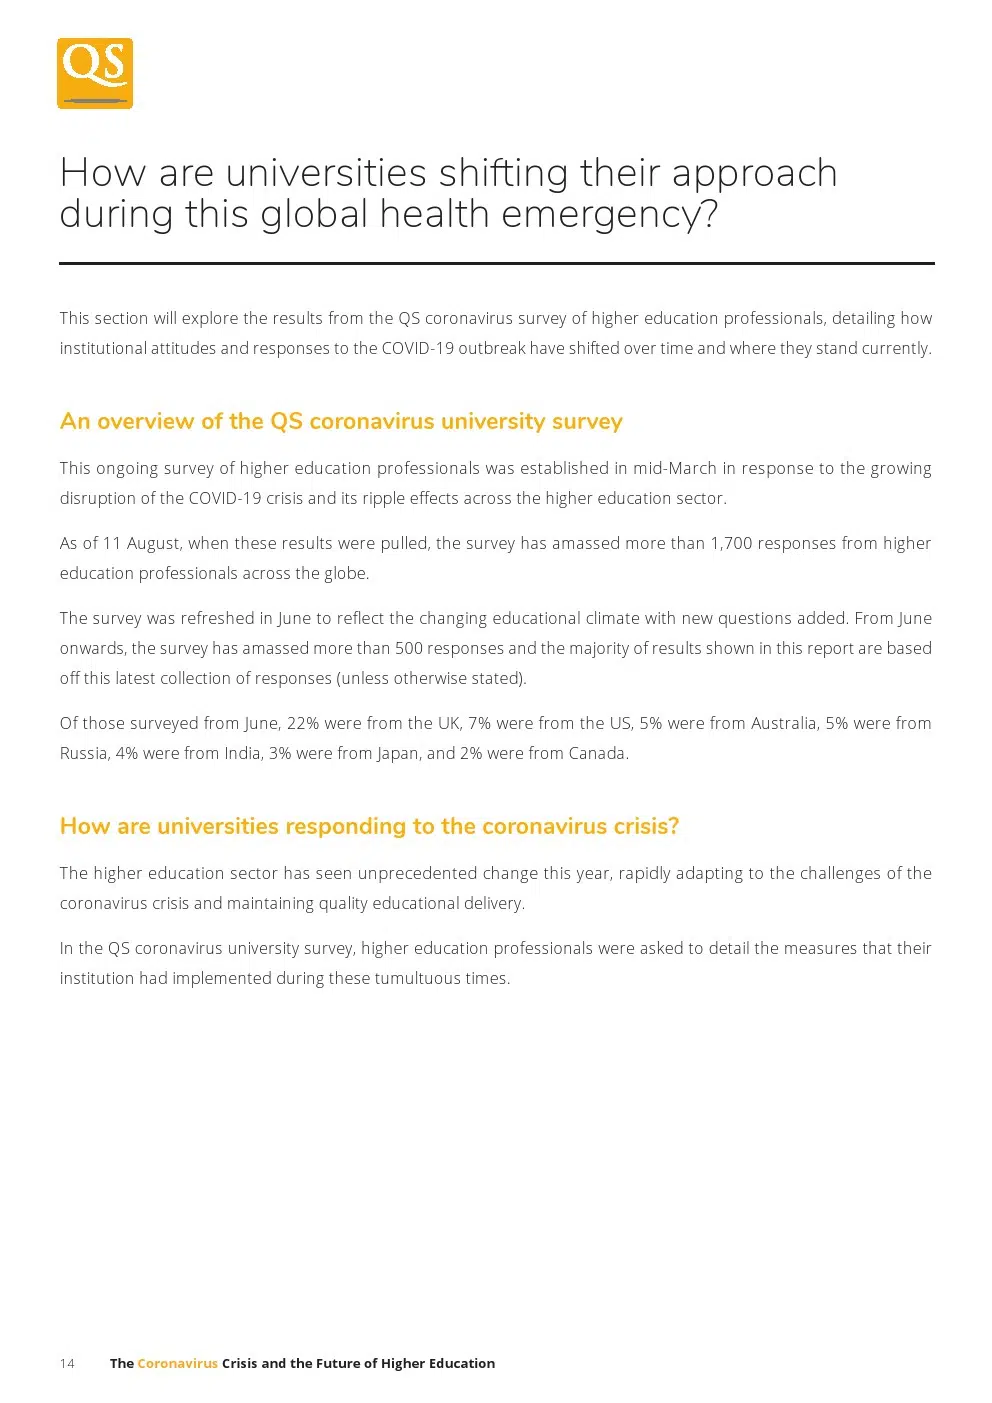 QS
How are universities shifting their approach
during this global health emergency?
This section will explore the results from the QS coronavirus survey of higher education professionals, detailing how
institutional attitudes and responses to the COVID-19 outbreak have shifted over time and where they stand currently.
An overview of the QS coronavirus university survey
This ongoing survey of higher education professionals was established in mid-March in response to the growing
disruption of the COVID-19 crisis and its ripple effects across the higher education sector.
As of 11 August, when these results were pulled, the survey has amassed more than 1,700 responses from higher
education professionals across the globe.
The survey was refreshed in June to reflect the changing educational climate with new questions added. From June
onwards, the survey has amassed more than 500 responses and the majority of results shown in this report are based
off this latest collection of responses (unless otherwise stated).
Of those surveyed from June, 22% were from the UK, 7% were from the US, 5% were from Australia, 5% were from
Russia, 4% were from India, 3% were from Japan, and 2% were from Canada.
How are universities responding to the coronavirus crisis?
The higher education sector has seen unprecedented change this year, rapidly adapting to the challenges of the
coronavirus crisis and maintaining quality educational delivery.
In the QS coronavirus university survey, higher education professionals were asked to detail the measures that their
institution had implemented during these tumultuous times.
14 The Coronavirus Crisis and the Future of Higher Education